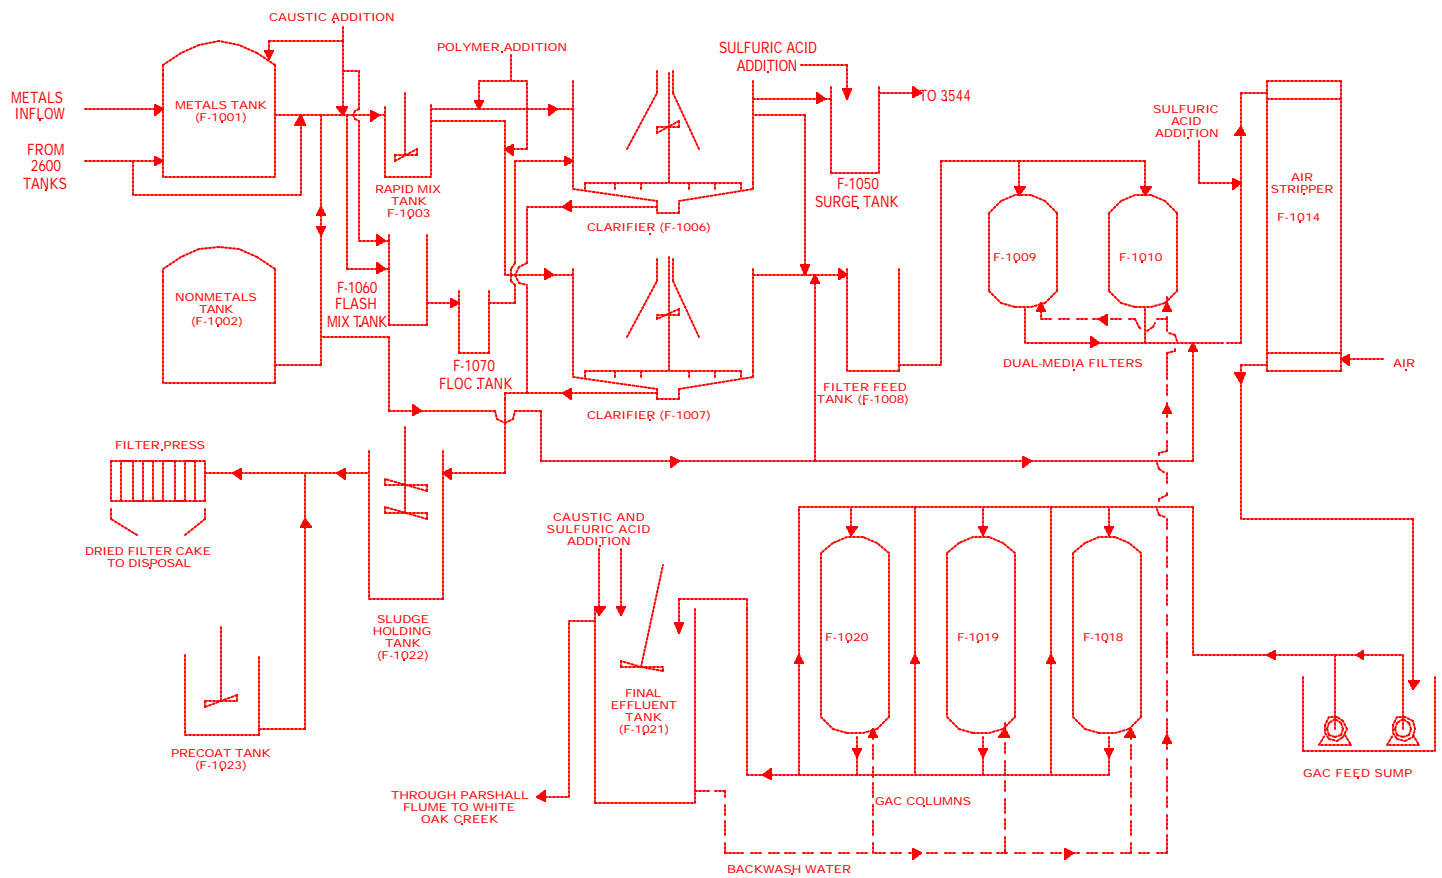 CAUSTIC ADDITION
POLYMER ADDITION
SULFURIC ACID
ADDITION
METALS
INFLOW
METALS TANK
(F-1001)
TO 3544
SULFURIC
ACID
ADDITION
FROM
2600
TANKS
RAPID MIX
TANK
F-1003
F-1050
SURGE TANK
AIR
STRIPPER
F-1014
CLARIFIER (F-1006)
F-1009
F-1010
NONMETALS
TANK
(F-1002)
F-1060
FLASH
MIX TANK
F-1070
FLOC TANK
DUAL-MEDIA FILTERS
AIR
FILTER FEED
TANK (F-1008)
CLARIFIER (F-1007)
FILTER PRESS
DRIED FILTER CAKE
TO DISPOSAL
CAUSTIC AND
SULFURIC ACID
ADDITION
SLUDGE
HOLDING
TANK
(F-1022)
F-1020
F-1019
F-1018
FINAL
EFFLUENT
TANK
(F-1021)
PRECOAT TANK
(F-1023)
GAC FEED SUMP
THROUGH PARSHALL
FLUME TO WHITE
OAK CREEK
GAC COLUMNS
BACKWASH WATER